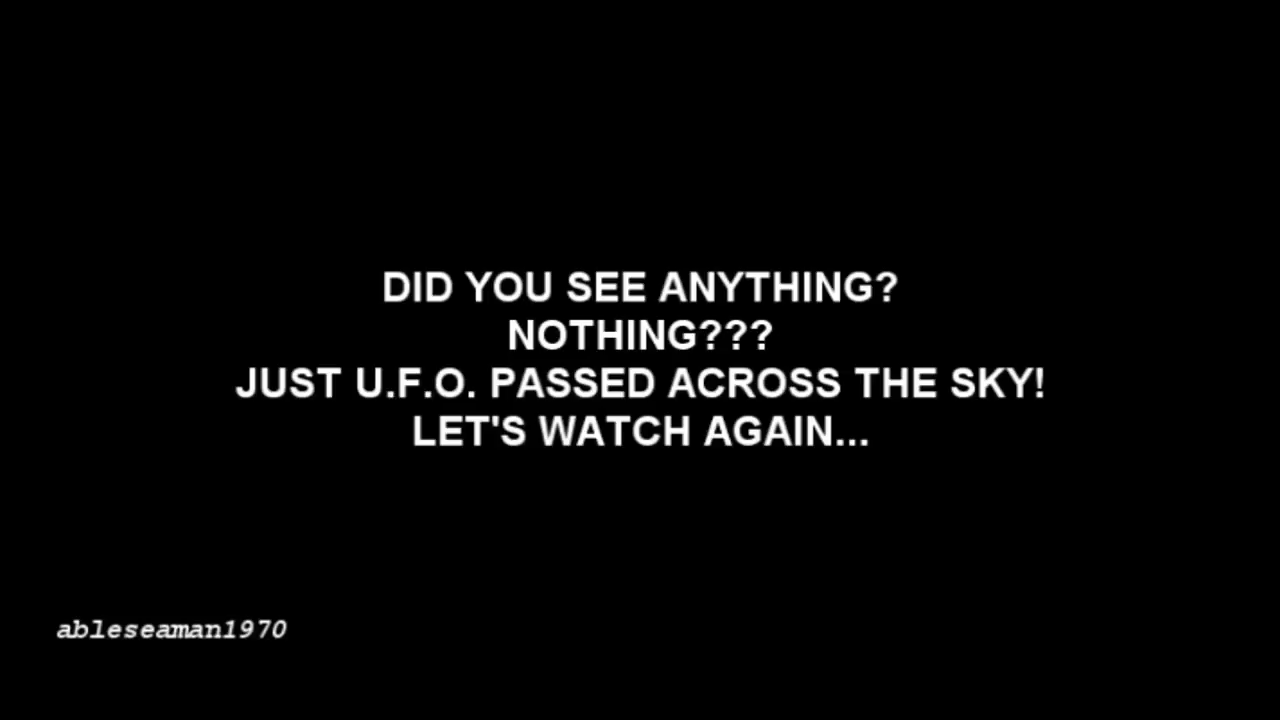 DID YOU SEE ANYTHING?
NOTHING???
JUST U.F.O. PASSED ACROSS THE SKY!
LET'S WATCH AGAIN...
ableseaman1970